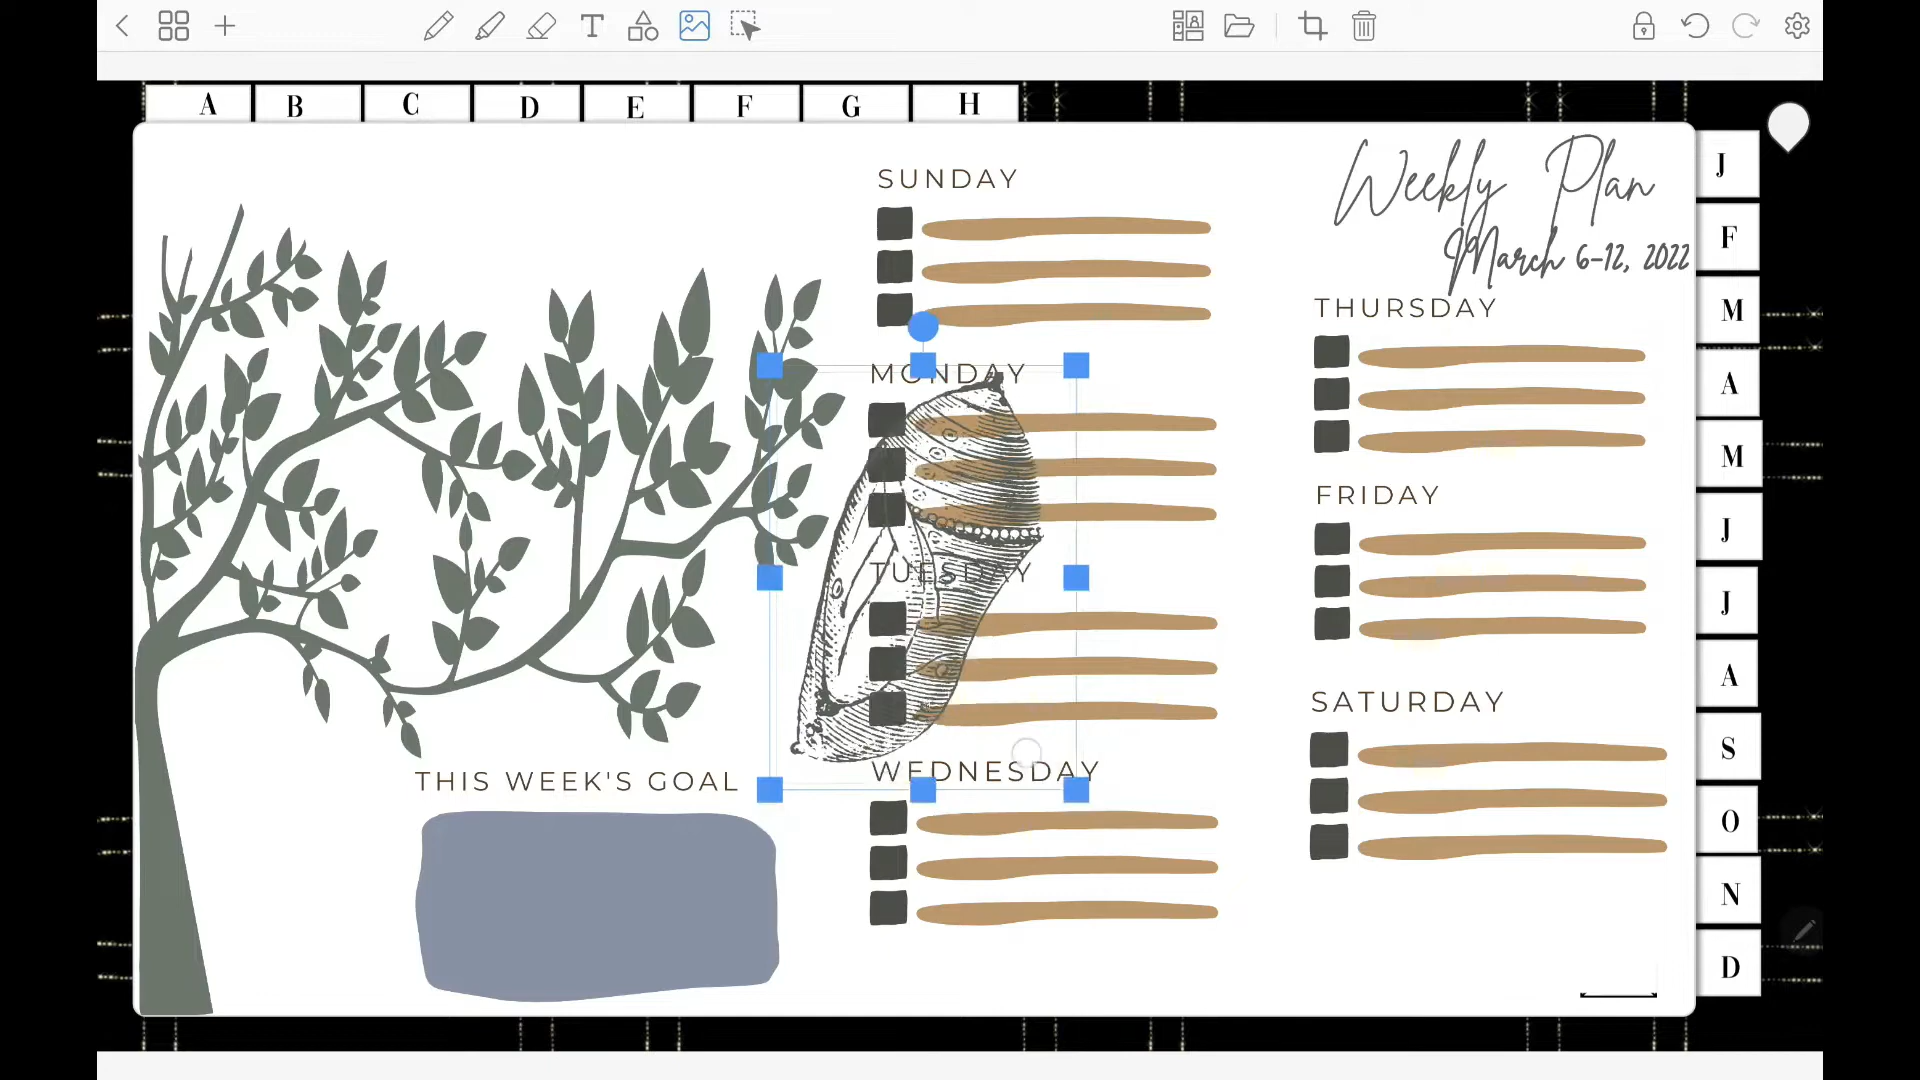 A B C D E F G H
Weekly Plan
March 6-12, 2022
SUNDAY
MONDAY
TUESDAY
WEDNESDAY
THURSDAY
FRIDAY
SATURDAY
THIS WEEK'S GOAL
J
F
M
A
M
J
J
A
S
O
N
D